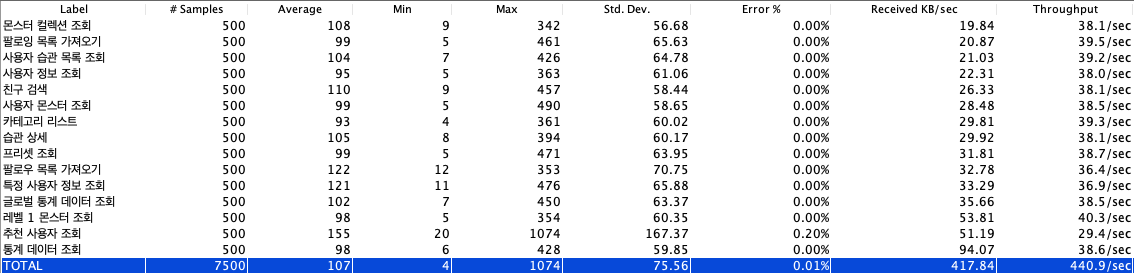 Label # Samples Average Min Max Std. Dev. Error % Received KB/sec Throughput
몬스터 컬렉션 조회 500 108 9 342 56.68 0.00% 19.84 38.1/sec
팔로잉 목록 가져오기 500 99 5 461 65.63 0.00% 20.87 39.5/sec
사용자 습관 목록 조회 500 104 7 426 64.78 0.00% 21.03 39.2/sec
사용자 정보 조회 500 95 5 363 61.06 0.00% 22.31 38.0/sec
친구 검색 500 110 9 457 58.44 0.00% 26.33 38.1/sec
사용자 몬스터 조회 500 99 5 490 58.65 0.00% 28.48 38.5/sec
카테고리 리스트 500 93 4 361 60.02 0.00% 29.81 39.3/sec
습관 상세 500 105 8 394 60.17 0.00% 29.92 38.1/sec
프리셋 조회 500 99 5 471 63.95 0.00% 31.81 38.7/sec
팔로우 목록 가져오기 500 122 12 353 70.75 0.00% 32.78 36.4/sec
특정 사용자 정보 조회 500 121 11 476 65.88 0.00% 33.29 36.9/sec
글로벌 통계 데이터 조회 500 102 7 450 63.37 0.00% 35.66 38.5/sec
레벨 1 몬스터 조회 500 98 5 354 60.35 0.00% 53.81 40.3/sec
추천 사용자 조회 500 155 20 1074 167.37 0.20% 51.19 29.4/sec
통계 데이터 조회 500 98 6 428 59.85 0.00% 94.07 38.6/sec
TOTAL 7500 107 4 1074 75.56 0.01% 417.84 440.9/sec